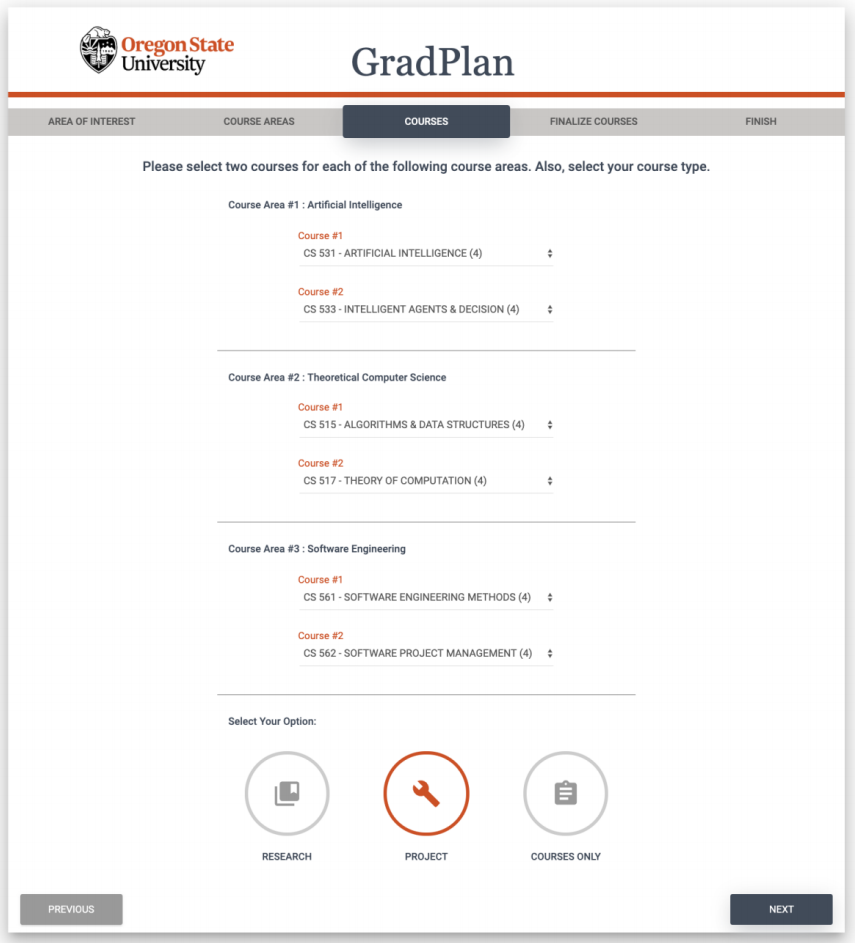 Oregon State
University
GradPlan
AREA OF INTEREST
COURSE AREAS
COURSES
FINALIZE COURSES
FINISH
Please select two courses for each of the following course areas. Also, select your course type.
Course Area #1 : Artificial Intelligence
Course #1
CS 531 - ARTIFICIAL INTELLIGENCE (4)
Course #2
CS 533 - INTELLIGENT AGENTS & DECISION (4)
Course Area #2 : Theoretical Computer Science
Course #1
CS 515 - ALGORITHMS & DATA STRUCTURES (4)
Course #2
CS 517 - THEORY OF COMPUTATION (4)
Course Area #3 : Software Engineering
Course #1
CS 561 - SOFTWARE ENGINEERING METHODS (4)
Course #2
CS 562 - SOFTWARE PROJECT MANAGEMENT (4)
Select Your Option:
RESEARCH
PROJECT
COURSES ONLY
PREVIOUS
NEXT